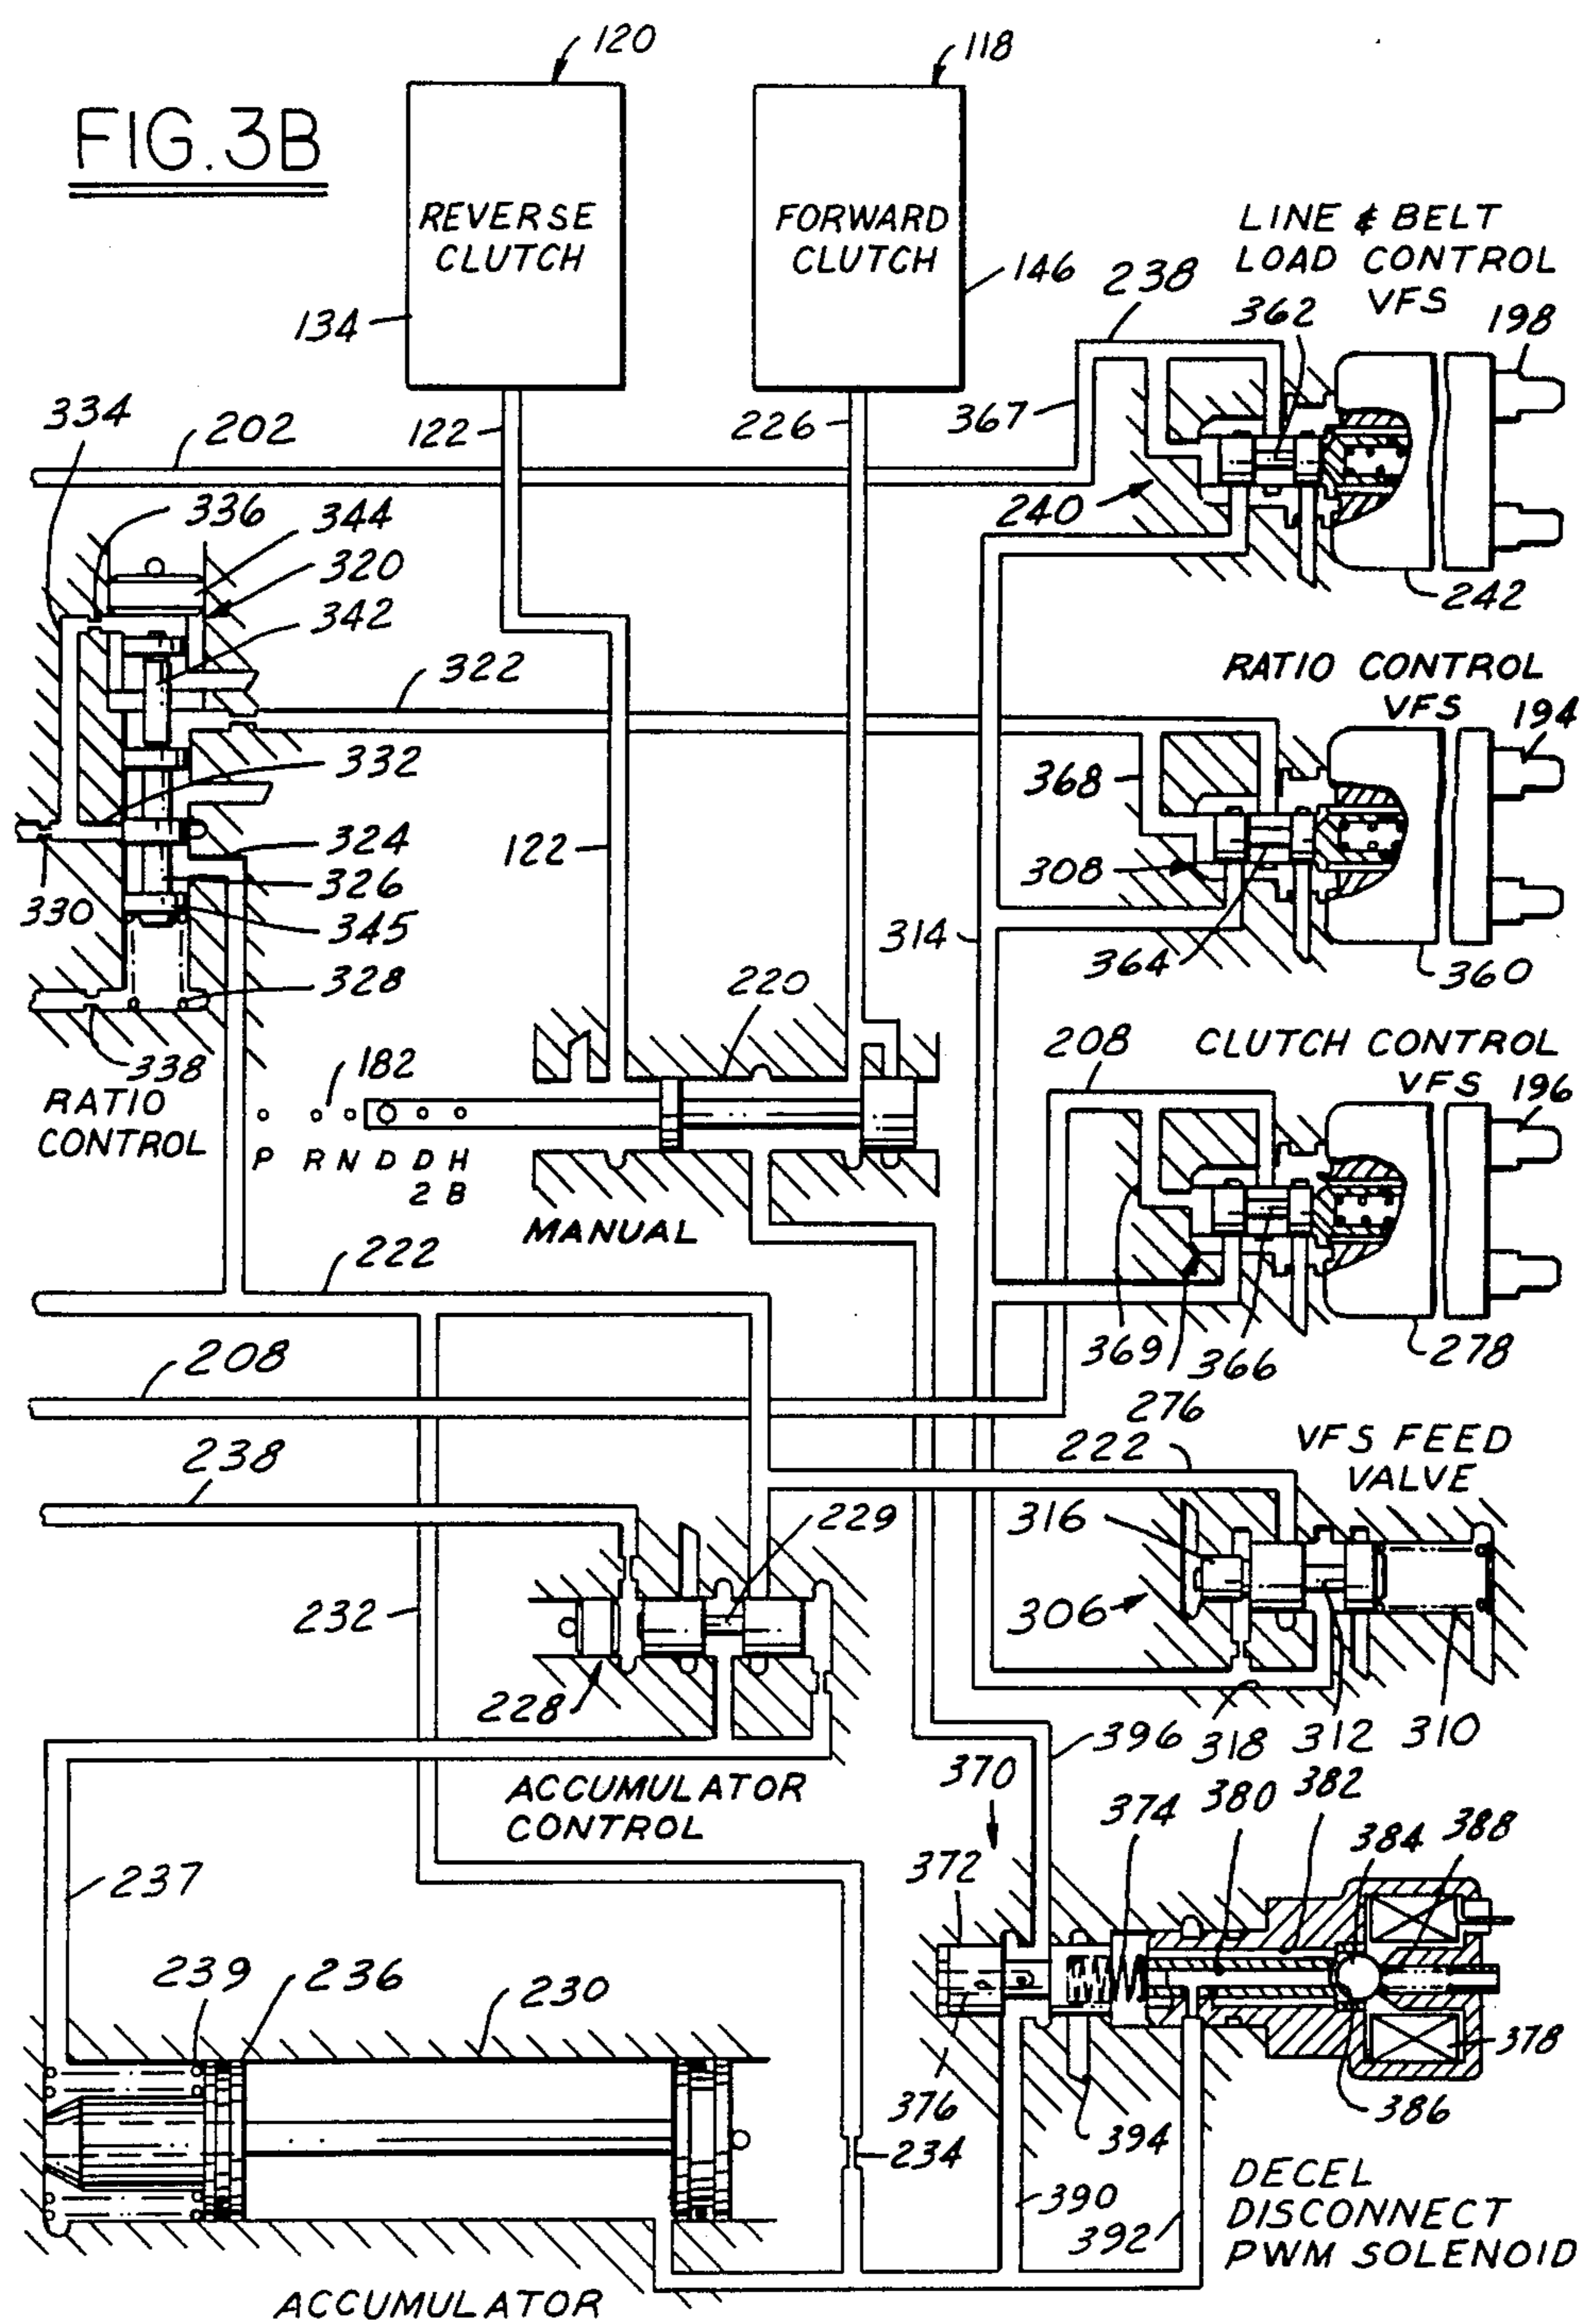 FIG. 3B
120
118
REVERSE
CLUTCH
FORWARD
CLUTCH
134
146
LINE & BELT
LOAD CONTROL
VFS
238
362
198
334
202
122
226
367
336
344
240
320
242
342
322
RATIO CONTROL
VFS
194
332
368
324
122
308
326
330
345
314
364
360
328
220
338
182
208
CLUTCH CONTROL
VFS
196
RATIO
CONTROL
P R N D D H
2 B
MANUAL
222
369
366
278
208
276
222
VFS FEED
VALVE
238
229
316
232
306
228
318
312
310
396
ACCUMULATOR
CONTROL
370
374
380
382
384
388
237
372
239
236
230
378
376
394
386
234
390
392
DECEL
DISCONNECT
PWM SOLENOID
ACCUMULATOR